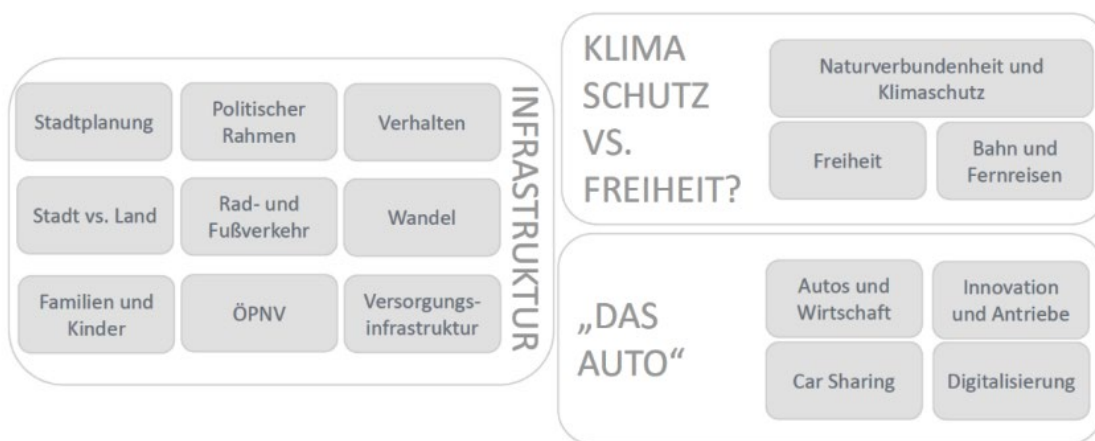 Stadtplanung
Politischer
Rahmen
Verhalten
Stadt vs. Land
Rad- und
Fußverkehr
Wandel
Familien und
Kinder
ÖPNV
Versorgungs-
infrastruktur
INFRASTRUKTUR
KLIMA
SCHUTZ
VS.
FREIHEIT?
Naturverbundenheit und
Klimaschutz
Freiheit
Bahn und
Fernreisen
„DAS
AUTO“
Autos und
Wirtschaft
Innovation
und Antriebe
Car Sharing
Digitalisierung